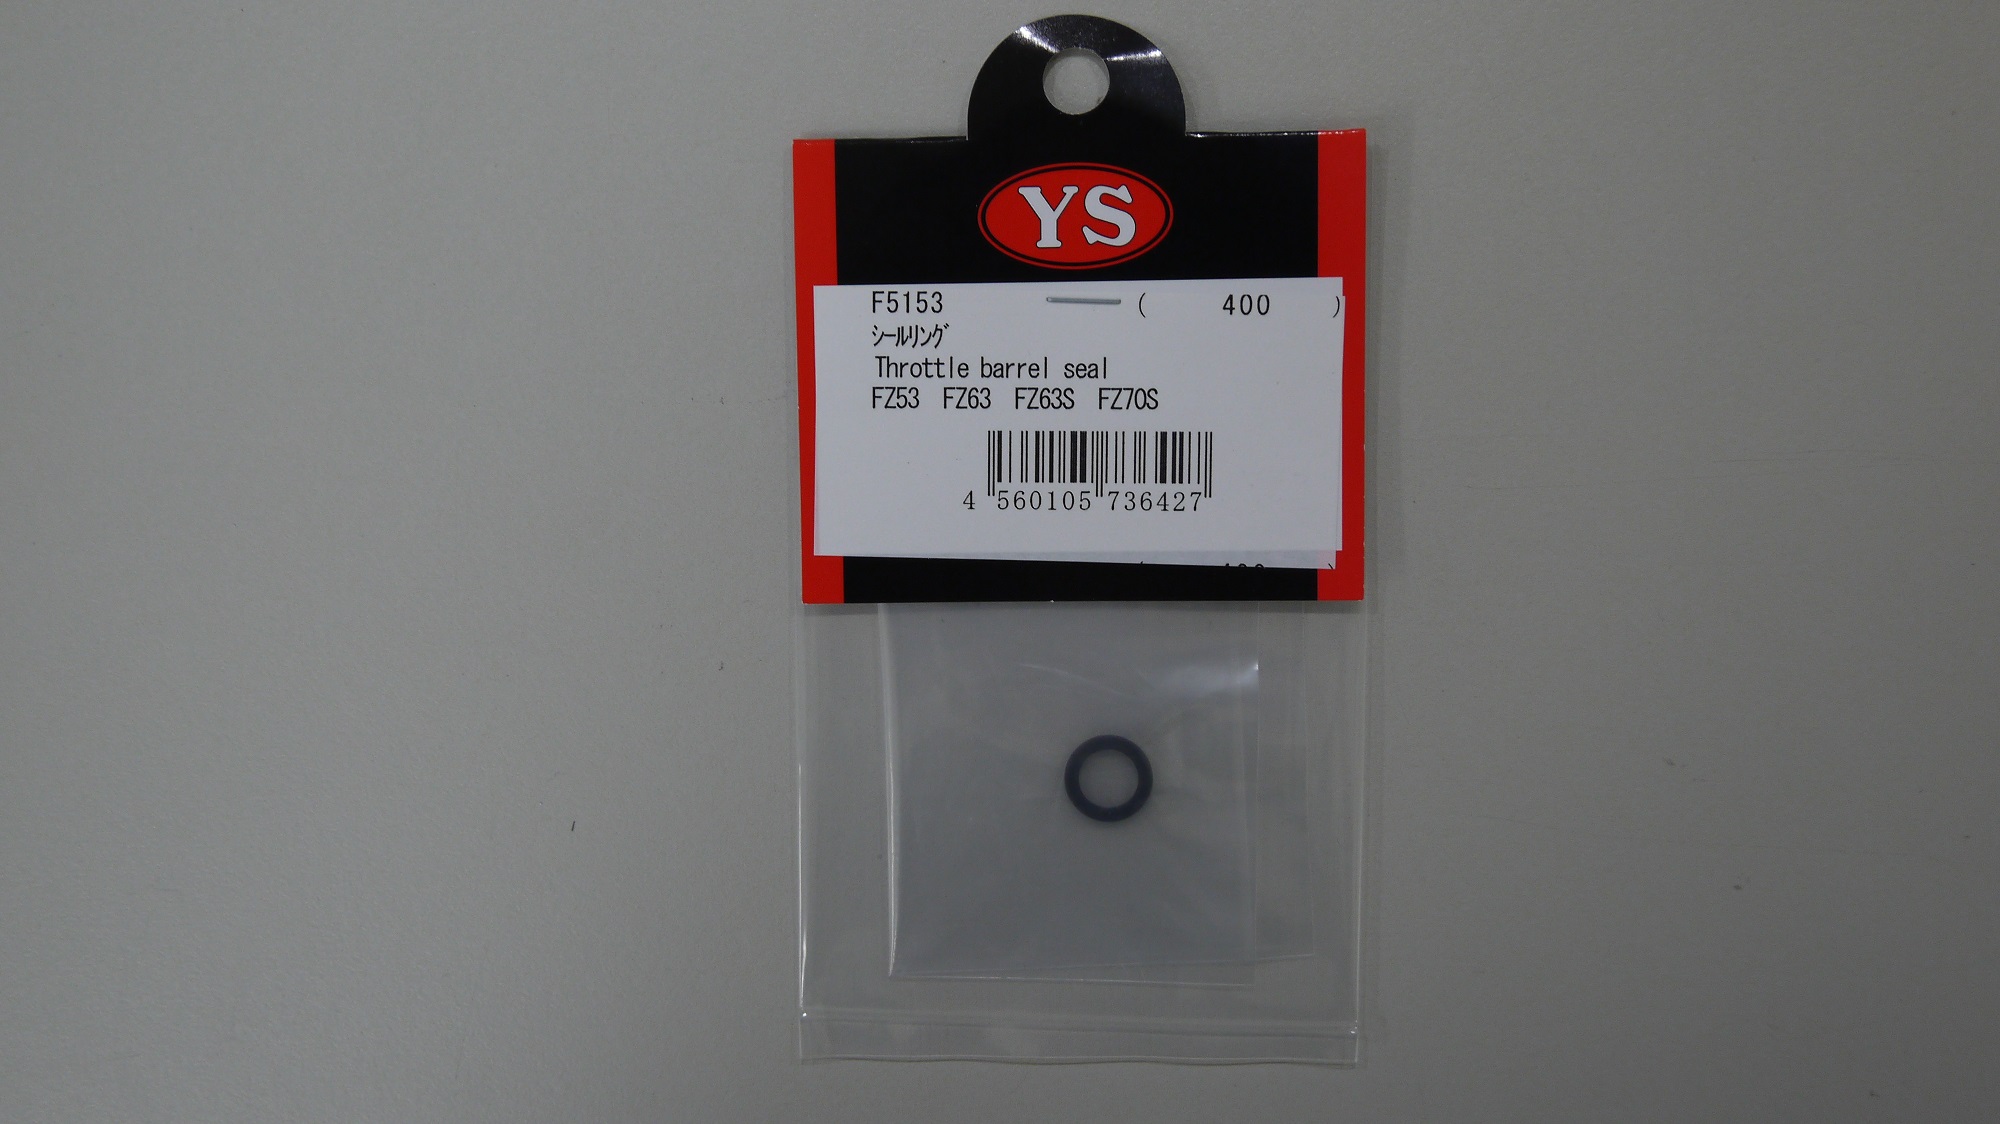 YS
F5153 ( 400 )
ｼｰﾙﾘﾝｸﾞ
Throttle barrel seal
FZ53 FZ63 FZ63S FZ70S
4 560105 736427